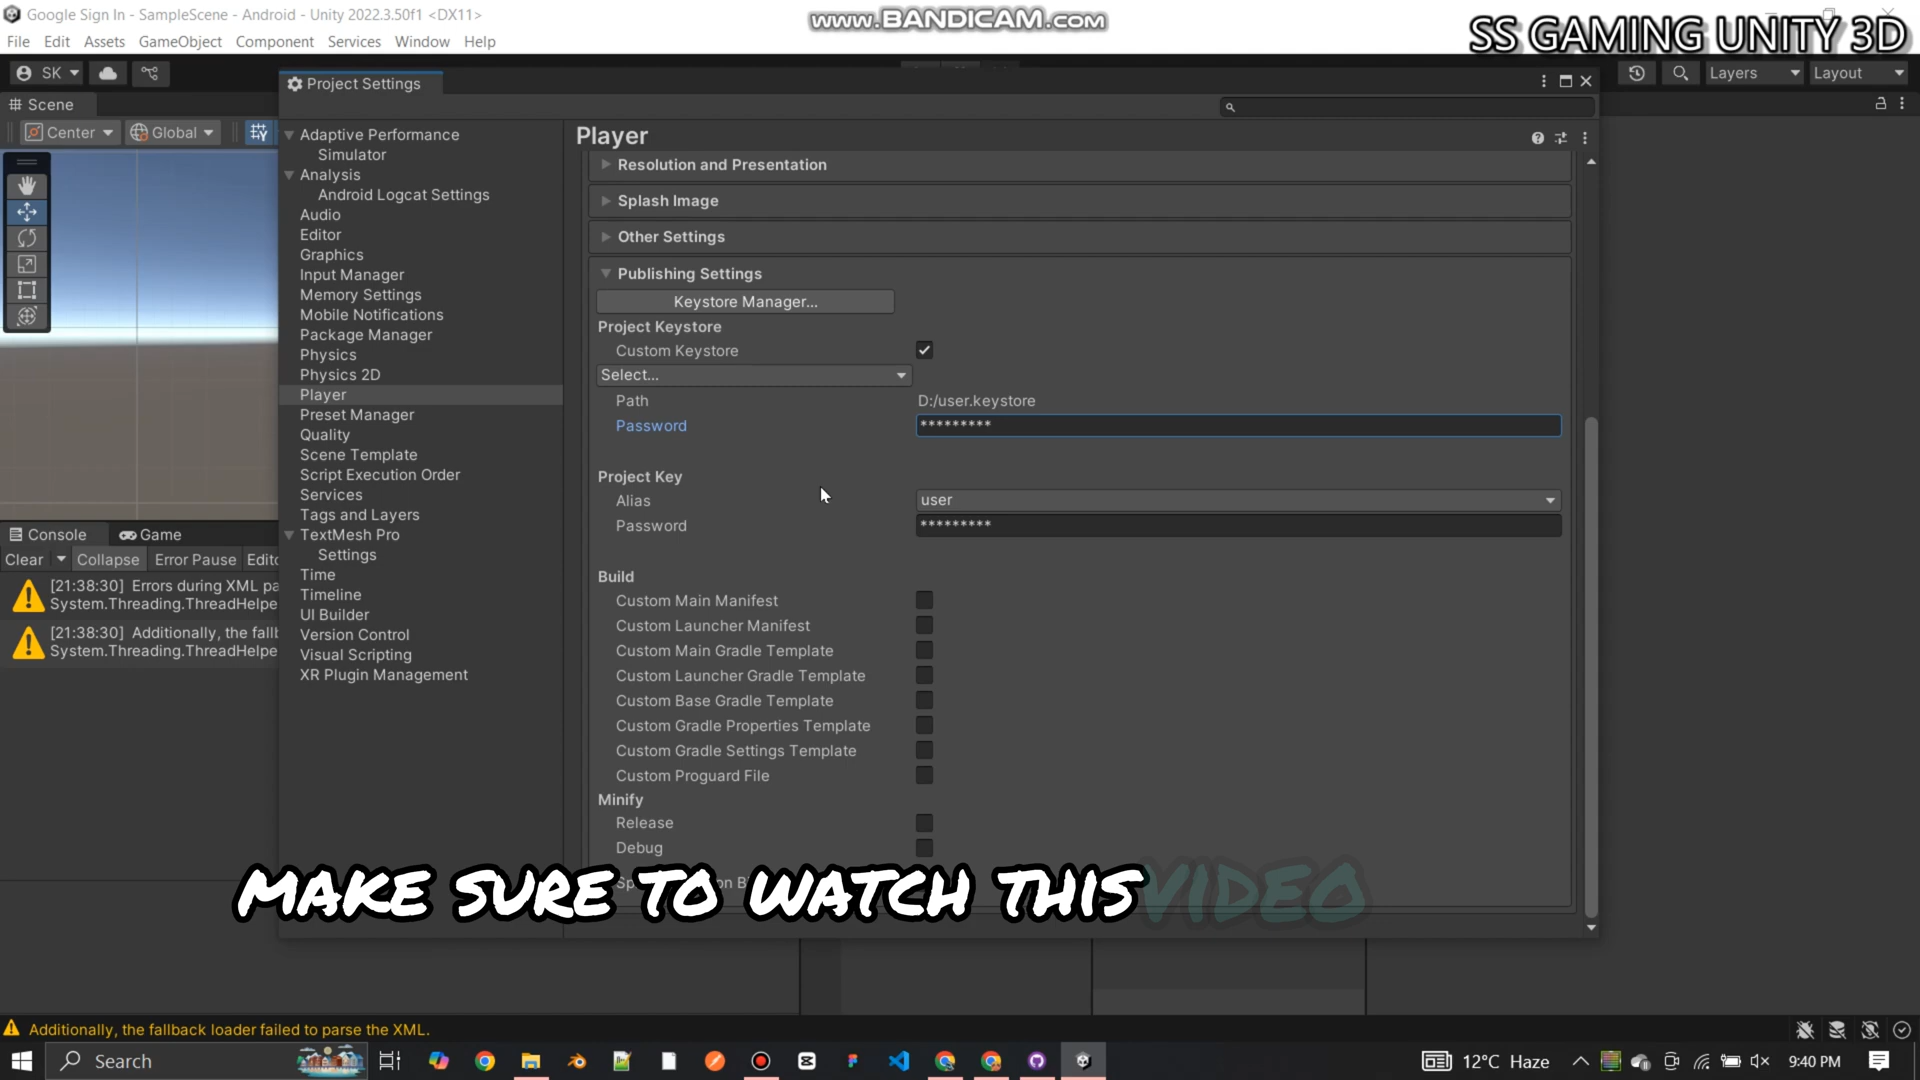 Google Sign In - SampleScene - Android - Unity 2022.3.50f1 <DX11>
www.BANDICAM.com
SS GAMING UNITY 3D
File Edit Assets GameObject Component Services Window Help
SK
Layers
Layout
Project Settings
Scene
Center
Global
Adaptive Performance
Simulator
Analysis
Android Logcat Settings
Audio
Editor
Graphics
Input Manager
Memory Settings
Mobile Notifications
Package Manager
Physics
Physics 2D
Player
Preset Manager
Quality
Scene Template
Script Execution Order
Services
Tags and Layers
TextMesh Pro
Settings
Time
Timeline
UI Builder
Version Control
Visual Scripting
XR Plugin Management
Player
Resolution and Presentation
Splash Image
Other Settings
Publishing Settings
Keystore Manager...
Project Keystore
Custom Keystore
Select...
Path D:/user.keystore
Password *********
Project Key
Alias user
Password *********
Build
Custom Main Manifest
Custom Launcher Manifest
Custom Main Gradle Template
Custom Launcher Gradle Template
Custom Base Gradle Template
Custom Gradle Properties Template
Custom Gradle Settings Template
Custom Proguard File
Minify
Release
Debug
Console Game
Clear Collapse Error Pause Edito
[21:38:30] Errors during XML pa
System.Threading.ThreadHelpe
[21:38:30] Additionally, the fallb
System.Threading.ThreadHelpe
MAKE SURE TO WATCH THIS VIDEO
Additionally, the fallback loader failed to parse the XML.
Search
12°C Haze
9:40 PM